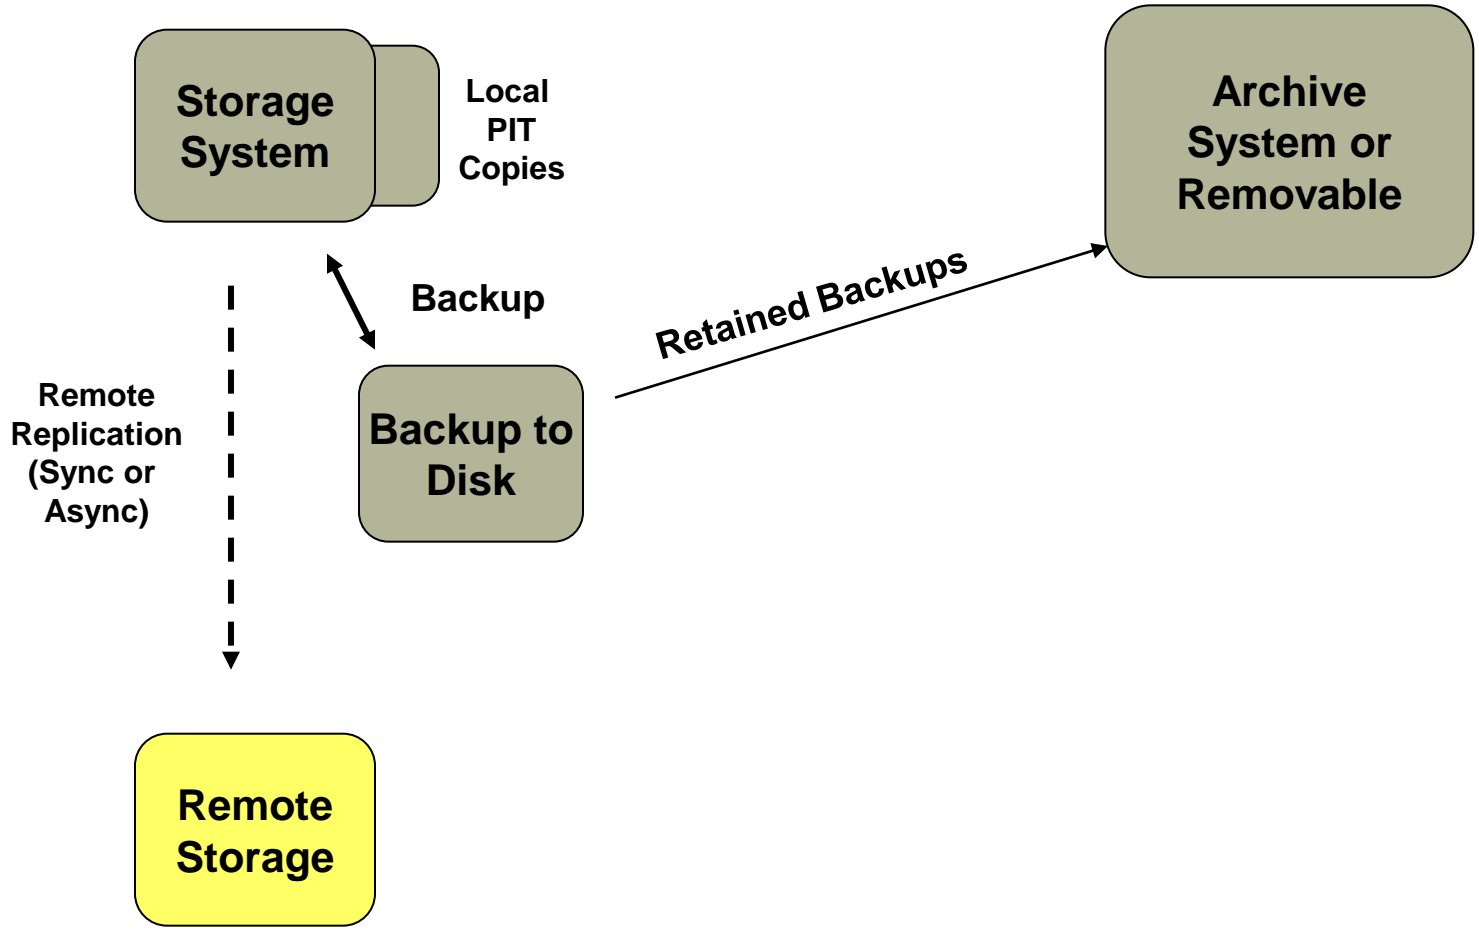 Storage
System
Local
PIT
Copies
Archive
System or
Removable
Backup
Retained Backups
Remote
Replication
(Sync or
Async)
Backup to
Disk
Remote
Storage